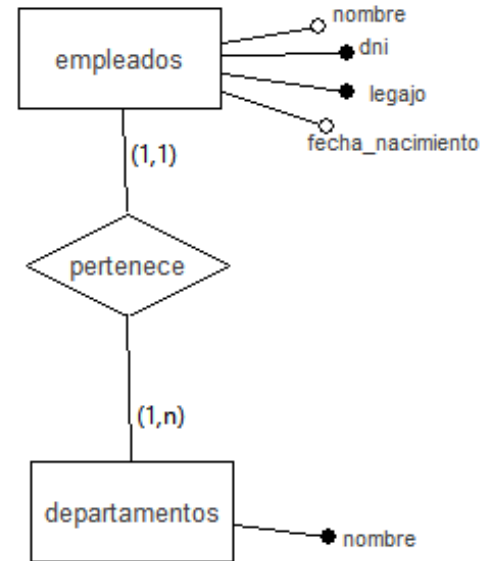 nombre
empleados
dni
legajo
fecha_nacimiento
(1,1)
pertenece
(1,n)
departamentos
nombre